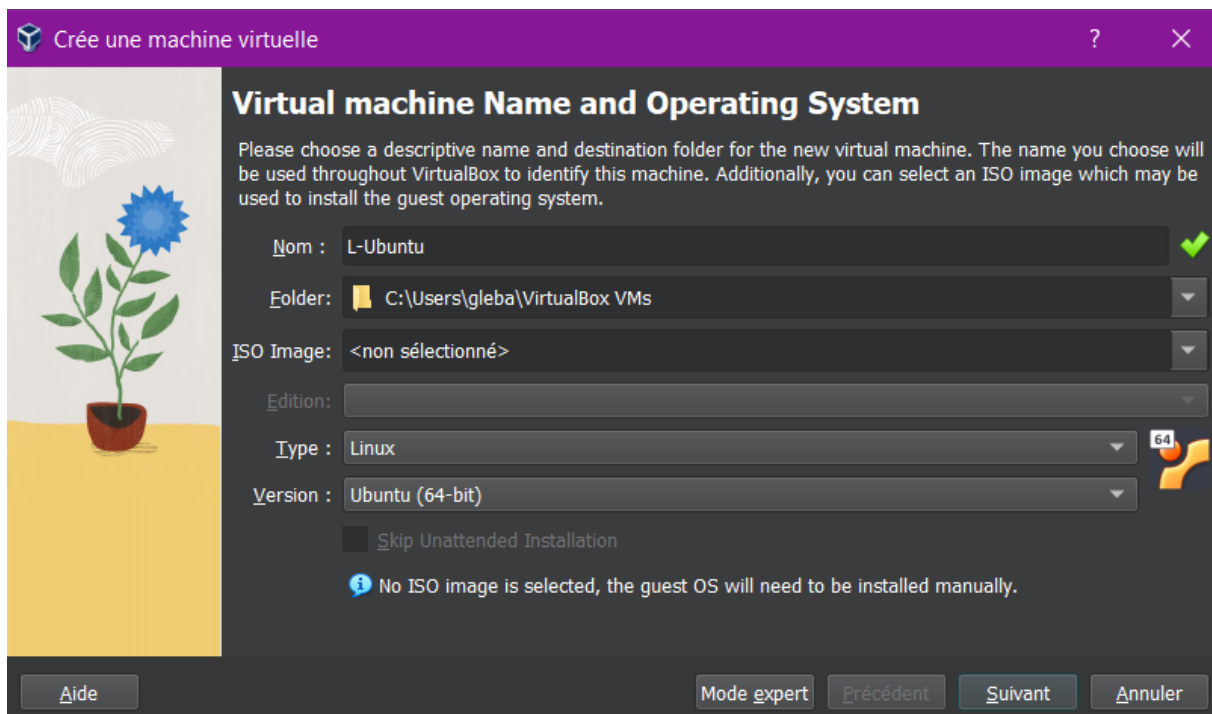 Crée une machine virtuelle ?
Virtual machine Name and Operating System
Please choose a descriptive name and destination folder for the new virtual machine. The name you choose will
be used throughout VirtualBox to identify this machine. Additionally, you can select an ISO image which may be
used to install the guest operating system.
Nom : L-Ubuntu
Folder: C:\Users\gleba\VirtualBox VMs
ISO Image: <non sélectionné>
Edition:
Type : Linux
64
Version : Ubuntu (64-bit)
Skip Unattended Installation
No ISO image is selected, the guest OS will need to be installed manually.
Aide Mode expert Précédent Suivant Annuler